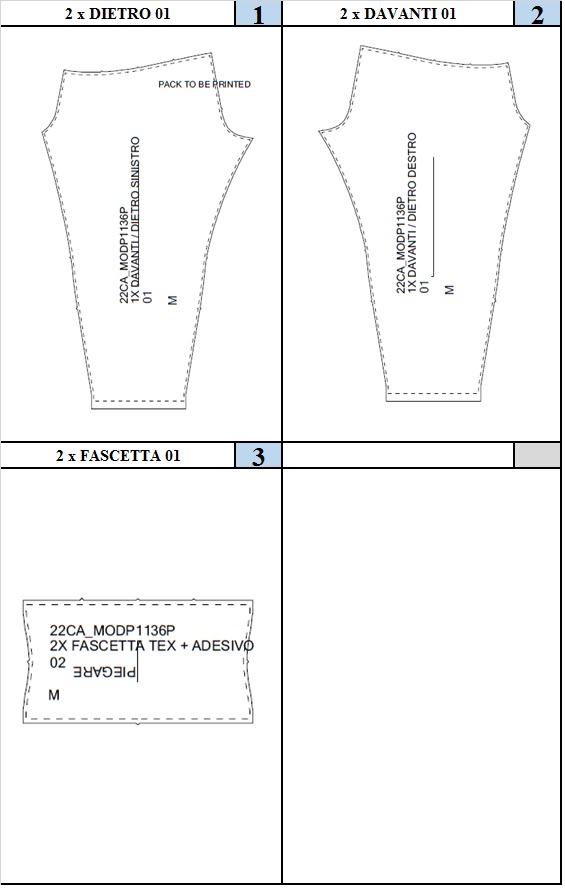 2 x DIETRO 01
1
2 x DAVANTI 01
2
PACK TO BE PRINTED
22CA_MODP1136P
1X DAVANTI / DIETRO SINISTRO
01
M
22CA_MODP1136P
1X DAVANTI / DIETRO DESTRO
01
M
2 x FASCETTA 01
3
22CA_MODP1136P
2X FASCETTA TEX + ADESIVO
02
PIEGARE
M